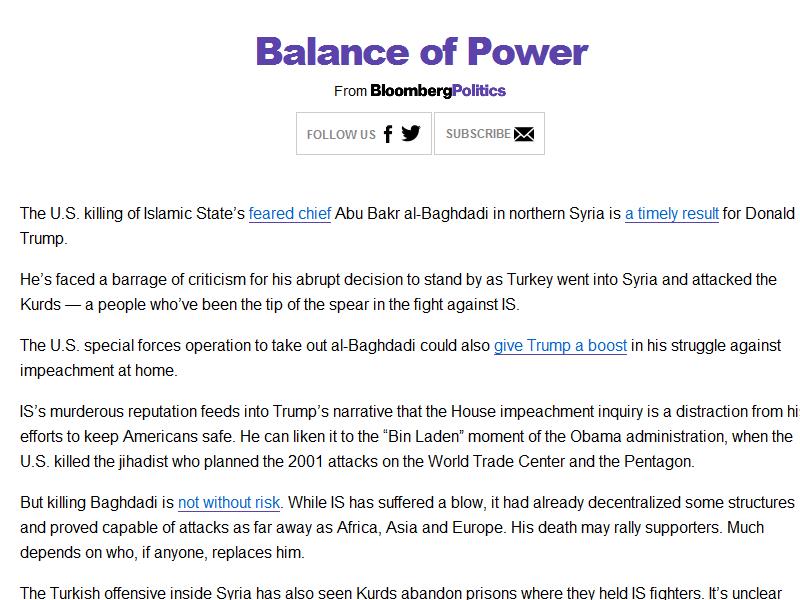 Balance of Power
From BloombergPolitics
FOLLOW US SUBSCRIBE
The U.S. killing of Islamic State’s feared chief Abu Bakr al-Baghdadi in northern Syria is a timely result for Donald
Trump.
He’s faced a barrage of criticism for his abrupt decision to stand by as Turkey went into Syria and attacked the
Kurds — a people who’ve been the tip of the spear in the fight against IS.
The U.S. special forces operation to take out al-Baghdadi could also give Trump a boost in his struggle against
impeachment at home.
IS’s murderous reputation feeds into Trump’s narrative that the House impeachment inquiry is a distraction from hi
efforts to keep Americans safe. He can liken it to the “Bin Laden” moment of the Obama administration, when the
U.S. killed the jihadist who planned the 2001 attacks on the World Trade Center and the Pentagon.
But killing Baghdadi is not without risk. While IS has suffered a blow, it had already decentralized some structures
and proved capable of attacks as far away as Africa, Asia and Europe. His death may rally supporters. Much
depends on who, if anyone, replaces him.
The Turkish offensive inside Syria has also seen Kurds abandon prisons where they held IS fighters. It’s unclear